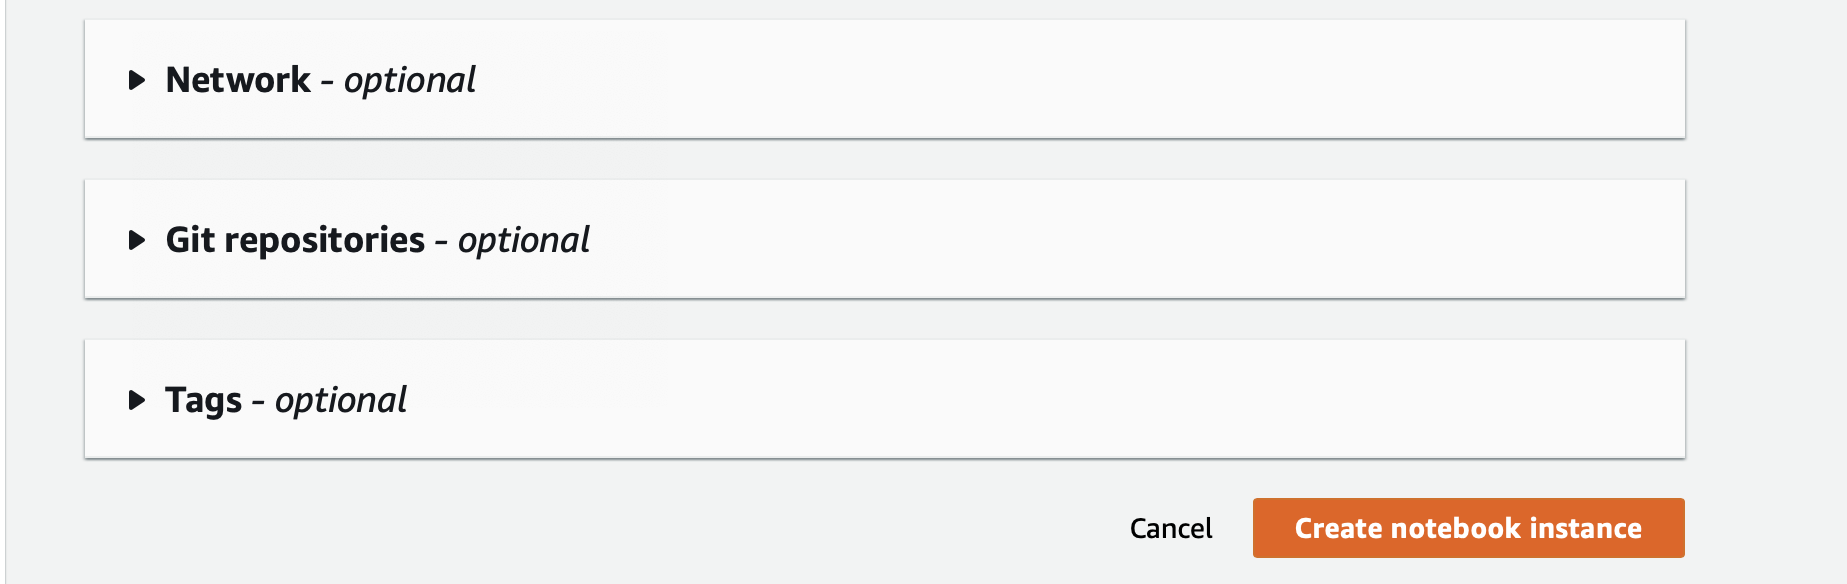 Network - optional
Git repositories - optional
Tags - optional
Cancel
Create notebook instance